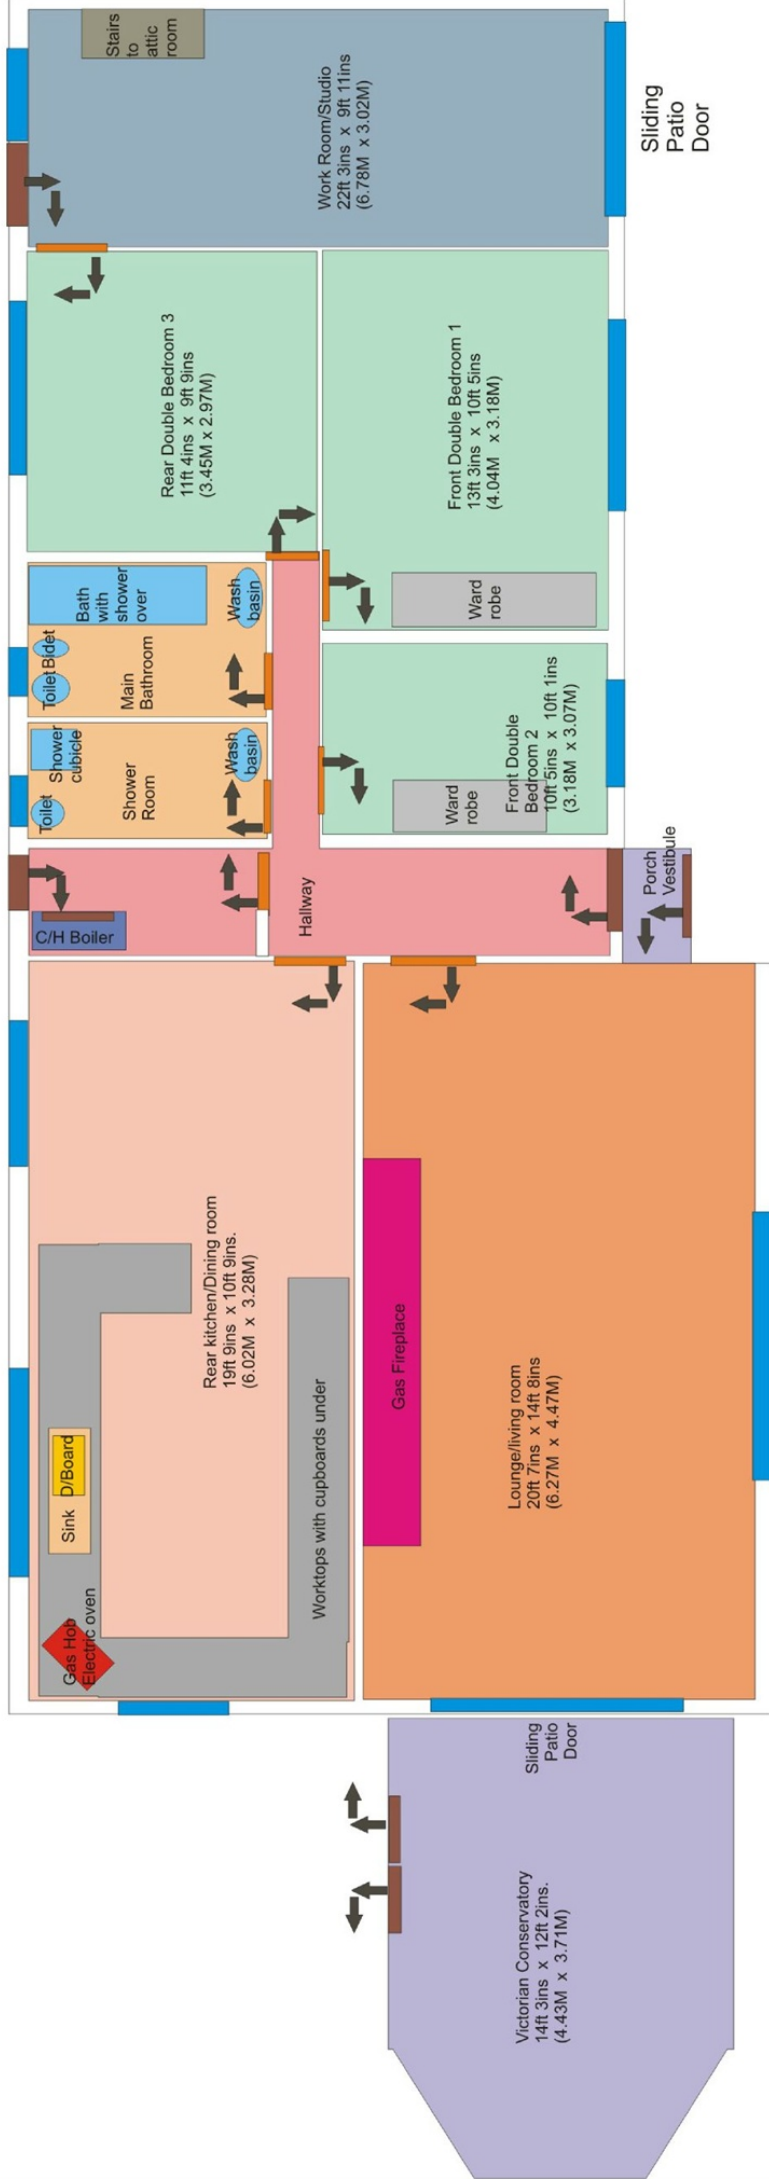 Stairs
to
attic
room
Work Room/Studio
22ft 3ins x 9ft 11ins
(6.78M x 3.02M)
Sliding
Patio
Door
Rear Double Bedroom 3
11ft 4ins x 9ft 9ins
(3.45M x 2.97M)
Front Double Bedroom 1
13ft 3ins x 10ft 5ins
(4.04M x 3.18M)
Ward
robe
Bath
with
shower
over
Wash
basin
Toilet
Bidet
Main
Bathroom
Shower
cubicle
Wash
basin
Toilet
Shower
Room
Front Double
Bedroom 2
10ft 5ins x 10ft 1ins
(3.18M x 3.07M)
Ward
robe
C/H Boiler
Hallway
Porch
Vestibule
Rear kitchen/Dining room
19ft 9ins x 10ft 9ins.
(6.02M x 3.28M)
Sink D/Board
Gas Hob
Electric oven
Worktops with cupboards under
Gas Fireplace
Lounge/living room
20ft 7ins x 14ft 8ins
(6.27M x 4.47M)
Sliding
Patio
Door
Victorian Conservatory
14ft 3ins x 12ft 2ins.
(4.43M x 3.71M)